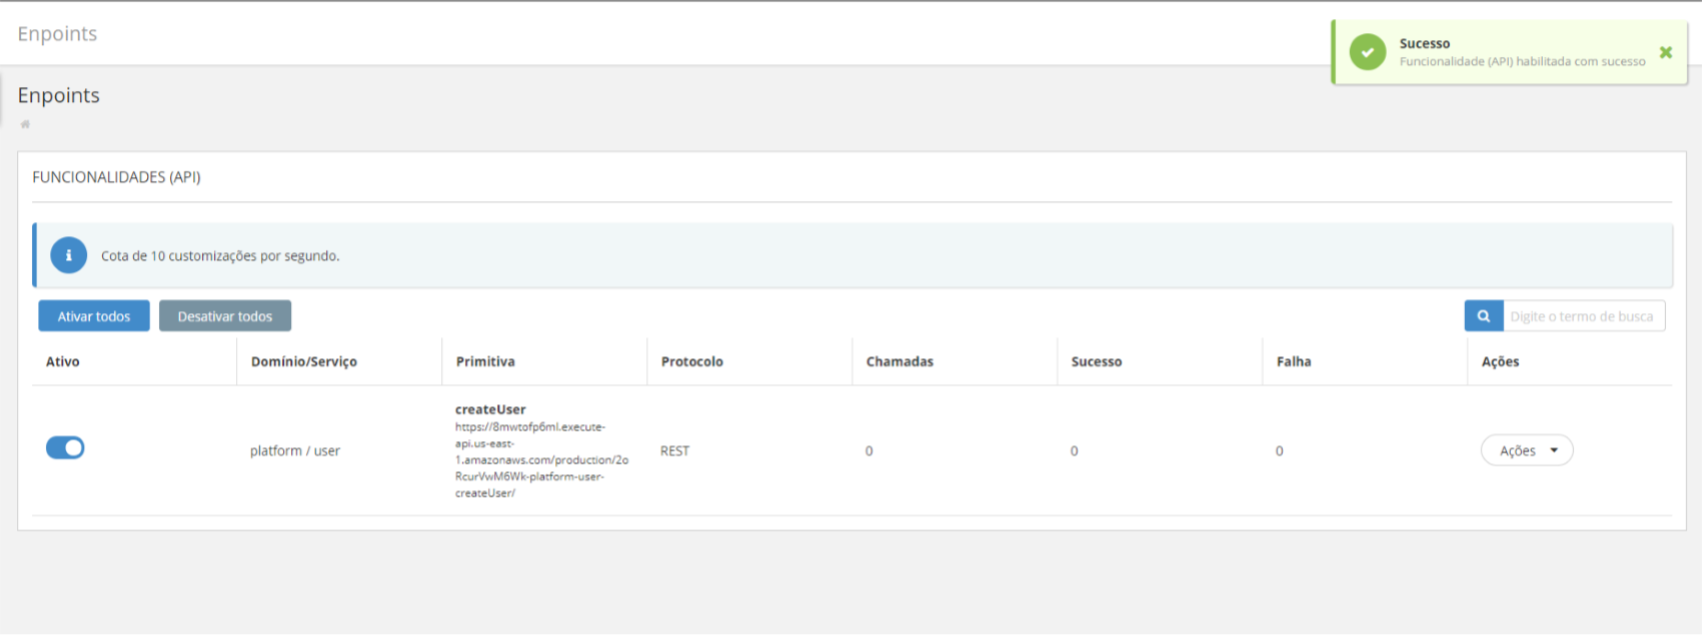 Enpoints
Sucesso
Funcionalidade (API) habilitada com sucesso
Enpoints
FUNCIONALIDADES (API)
Cota de 10 customizações por segundo.
Ativar todos
Desativar todos
Digite o termo de busca
Ativo
Domínio/Serviço
Primitiva
Protocolo
Chamadas
Sucesso
Falha
Ações
createUser
https://8mwtofp6ml.execute-
api.us-east-
1.amazonaws.com/production/2o
RcurVwM6Wk-platform-user-
createUser/
platform / user
REST
0
0
0
Ações